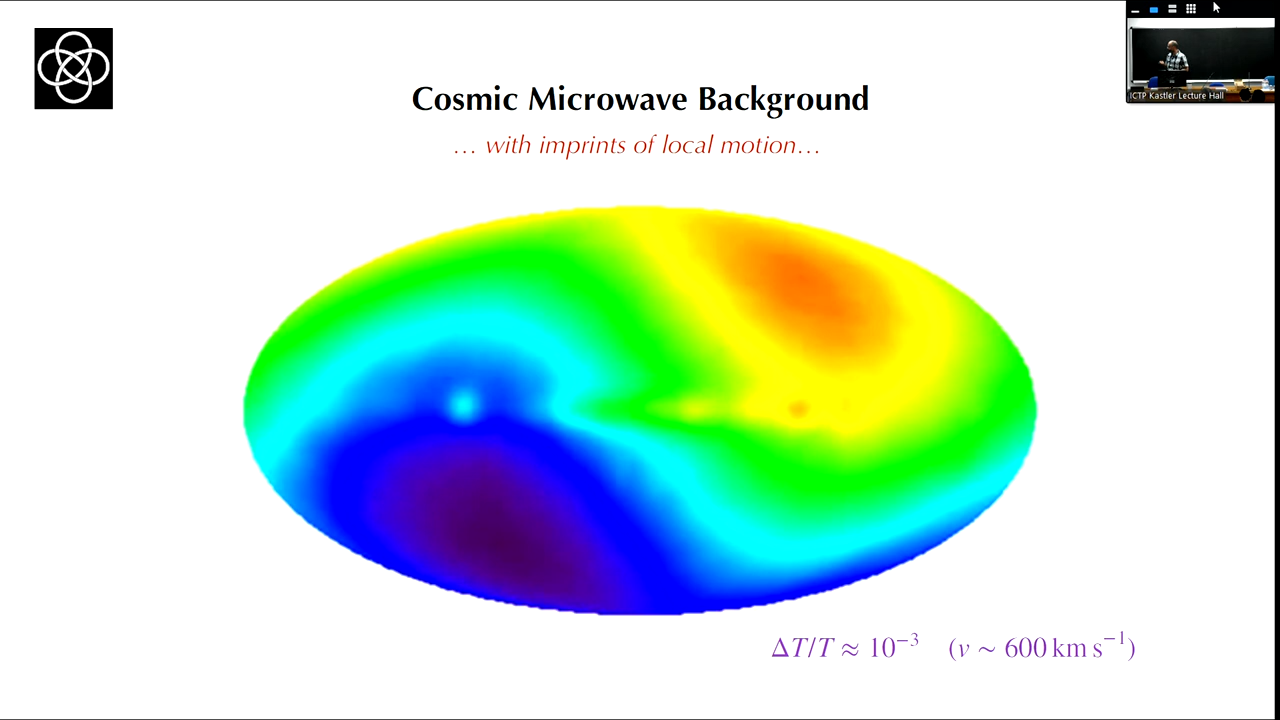 Cosmic Microwave Background
… with imprints of local motion…
ΔT/T ≈ 10⁻³ (v ∼ 600 km s⁻¹)
ICTP Kastler Lecture Hall